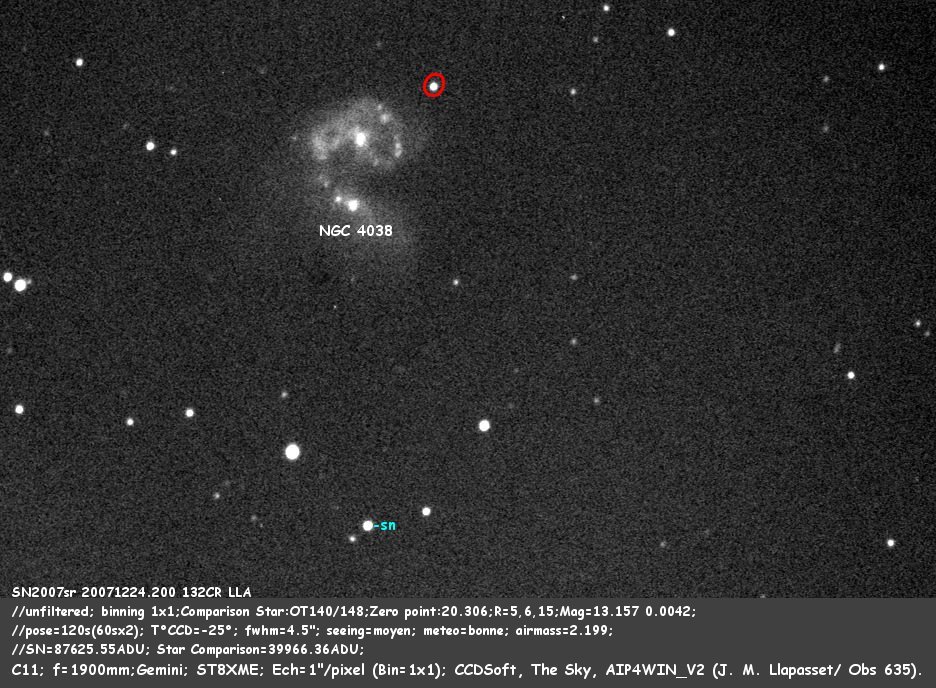 NGC 4038
-sn
SN2007sr 20071224.200 132CR LLA
//unfiltered; binning 1x1;Comparison Star:OT140/148;Zero point:20.306;R=5,6,15;Mag=13.157 0.0042;
//pose=120s(60sx2); T°CCD=-25°; fwhm=4.5"; seeing=moyen; meteo=bonne; airmass=2.199;
//SN=87625.55ADU; Star Comparison=39966.36ADU;
C11; f=1900mm;Gemini; ST8XME; Ech=1"/pixel (Bin=1x1); CCDSoft, The Sky, AIP4WIN_V2 (J. M. Llapasset/ Obs 635).